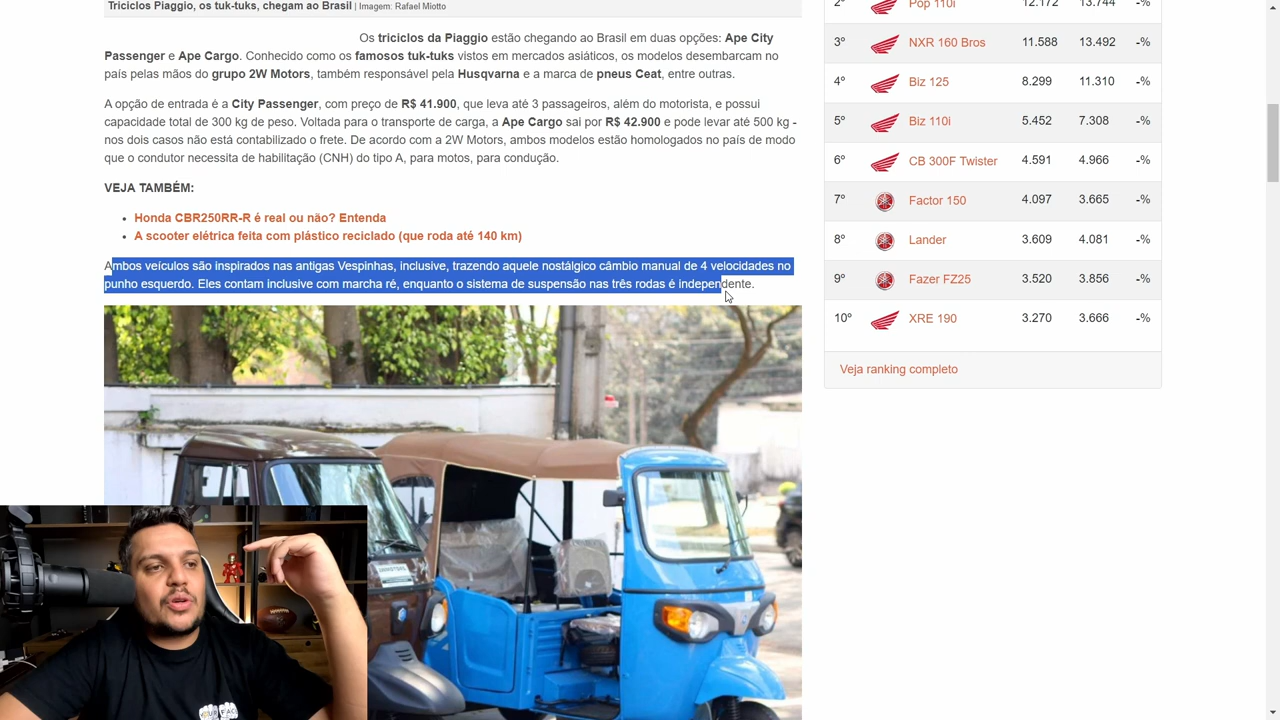 Triciclos Piaggio, os tuk-tuks, chegam ao Brasil | Imagem: Rafael Miotto
Os triciclos da Piaggio estão chegando ao Brasil em duas opções: Ape City
Passenger e Ape Cargo. Conhecido como os famosos tuk-tuks vistos em mercados asiáticos, os modelos desembarcam no
país pelas mãos do grupo 2W Motors, também responsável pela Husqvarna e a marca de pneus Ceat, entre outras.
A opção de entrada é a City Passenger, com preço de R$ 41.900, que leva até 3 passageiros, além do motorista, e possui
capacidade total de 300 kg de peso. Voltada para o transporte de carga, a Ape Cargo sai por R$ 42.900 e pode levar até 500 kg -
nos dois casos não está contabilizado o frete. De acordo com a 2W Motors, ambos modelos estão homologados no país de modo
que o condutor necessita de habilitação (CNH) do tipo A, para motos, para condução.
VEJA TAMBÉM:
• Honda CBR250RR-R é real ou não? Entenda
• A scooter elétrica feita com plástico reciclado (que roda até 140 km)
Ambos veículos são inspirados nas antigas Vespinhas, inclusive, trazendo aquele nostálgico câmbio manual de 4 velocidades no
punho esquerdo. Eles contam inclusive com marcha ré, enquanto o sistema de suspensão nas três rodas é independente.
2º Pop 110i 12.172 13.744 -%
3º NXR 160 Bros 11.588 13.492 -%
4º Biz 125 8.299 11.310 -%
5º Biz 110i 5.452 7.308 -%
6º CB 300F Twister 4.591 4.966 -%
7º Factor 150 4.097 3.665 -%
8º Lander 3.609 4.081 -%
9º Fazer FZ25 3.520 3.856 -%
10º XRE 190 3.270 3.666 -%
Veja ranking completo